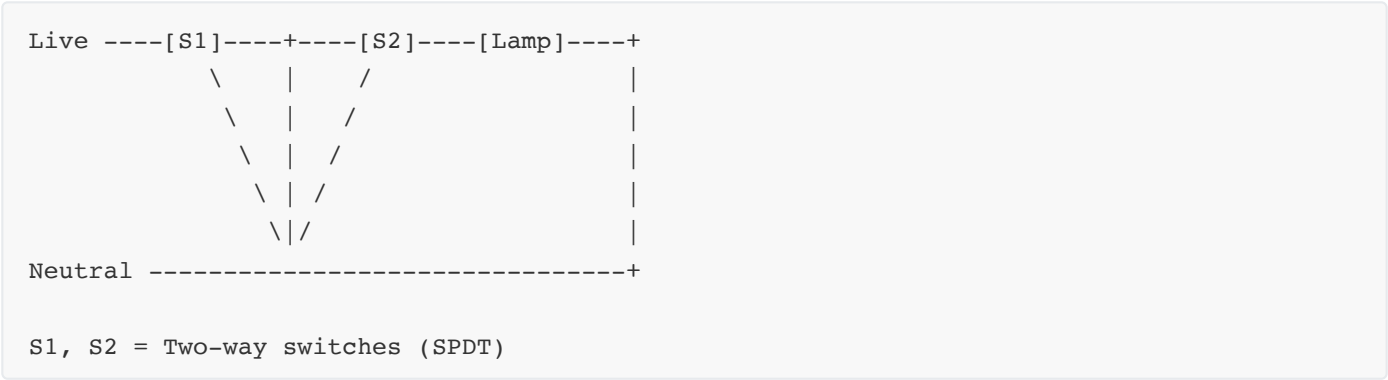 Live ----[S1]----+----[S2]----[Lamp]----+
            \    |    /                 |
             \   |   /                  |
              \  |  /                   |
               \ | /                    |
                \|/                     |
Neutral --------------------------------+
S1, S2 = Two-way switches (SPDT)